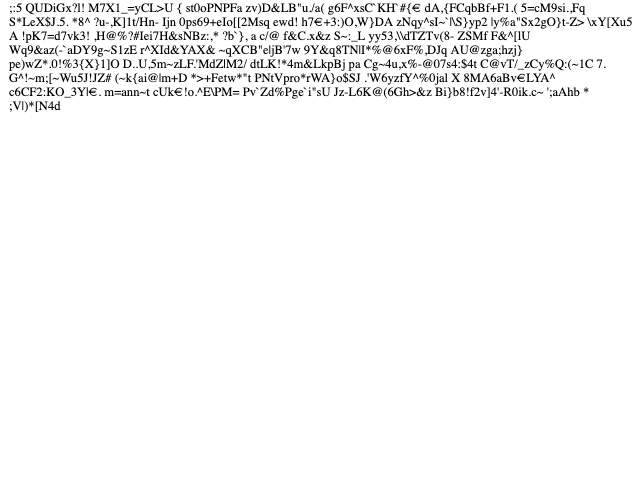 ;:5 QUDiGx?l! M7X1_=yCL>U { st0oPNPFa zv)D&LB"u./a( g6F^xsC`KH¨#{€ dA,{FCqbBf+F1.( 5=cM9si.,Fq
S*LeX$J.5. *8^ ?u-,K]1t/Hn- Ijn 0ps69+eIo[[2Msq ewd! h7€+3:)O,W}DA zNqy^sI~`|\S}yp2 ly%a"Sx2gO}t-Z> \xY[Xu5
A !pK7=d7vk3! ,H@%?#Iei7H&sNBz:,* ?b`}, a c/@ f&C.x&z S~:_L yy53,\\dTZTv(8- ZSMf F&^[lU
Wq9&az(-`aDY9g~S1zE r^XId&YAX& ~qXCB"e|jB'7w 9Y&q8TN|I*%@6xF%,DJq AU@zga;hzj}
pe)wZ*.0!%3{X}1]O D..U,5m~zLF.'MdZlM2/ dtLK!*4m&LkpBj pa Cg~4u,x%-@07s4:$4t C@vT/_zCy%Q:(~1C 7.
G^!~m;[~Wu5J!JZ# (~k{ai@lm+D *>+Fetw*"t PNtVpro*rWA}o$SJ .'W6yzfY^%0jal X 8MA6aBv€LYA^
c6CF2:KO_3Y|€. m=ann~t cUk€!o.^E\PM= Pv`Zd%Pge`i"sU Jz-L6K@(6Gh>&z Bi}b8!f2v]4'-R0ik.c~ ';aAhb *
;V|)*[N4d